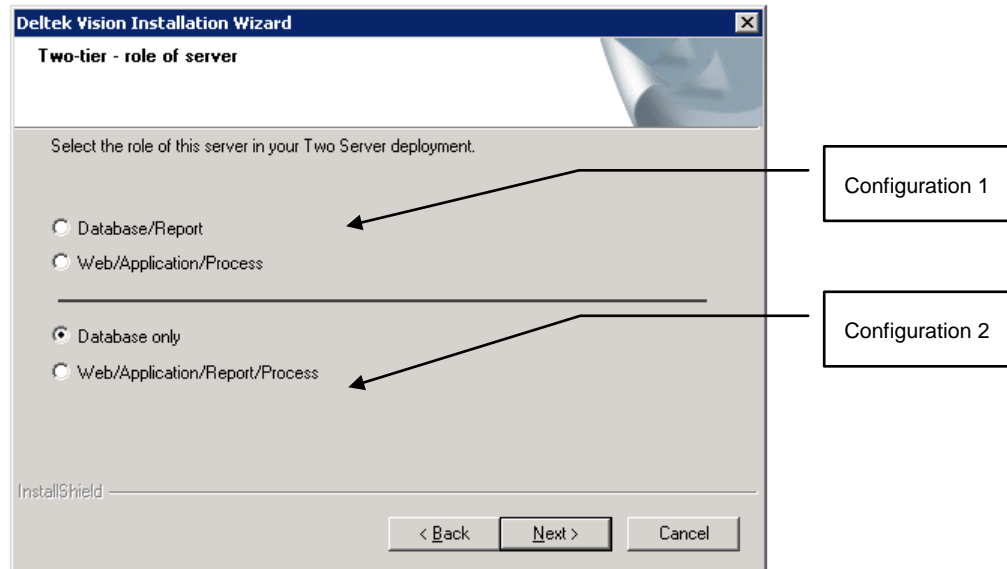 Deltek Vision Installation Wizard
Two-tier - role of server
Select the role of this server in your Two Server deployment.
Configuration 1
Database/Report
Web/Application/Process
Configuration 2
Database only
Web/Application/Report/Process
InstallShield
< Back
Next >
Cancel